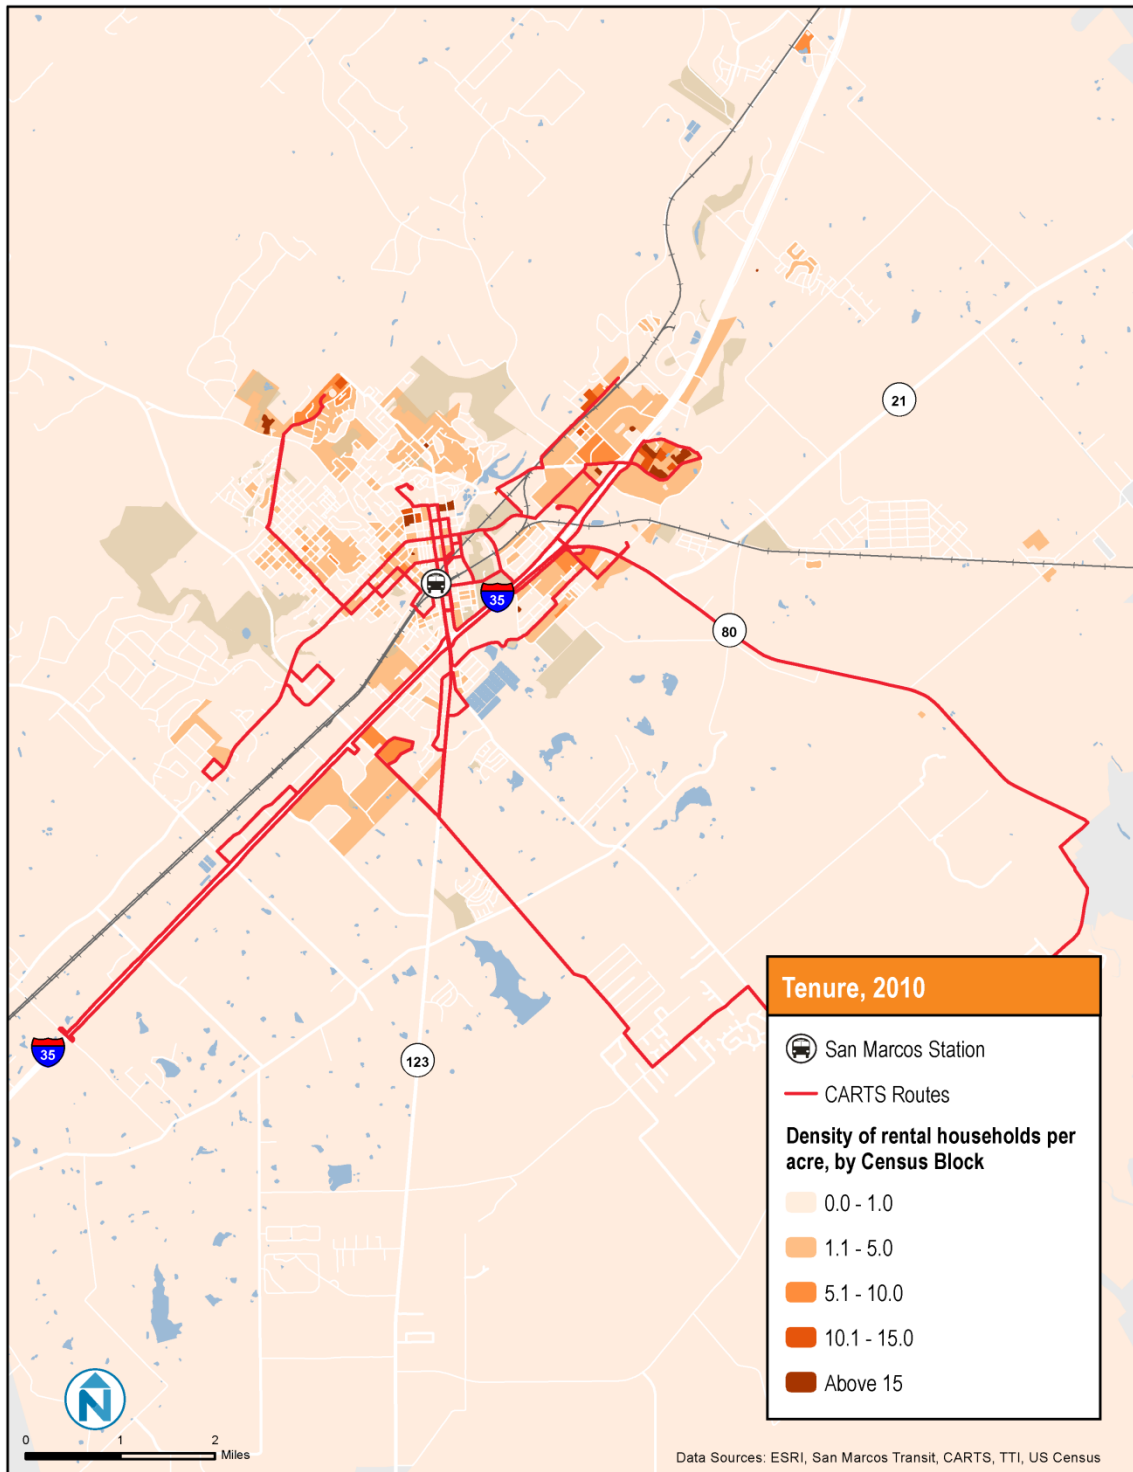 21
35
80
35
123
Tenure, 2010
San Marcos Station
CARTS Routes
Density of rental households per
acre, by Census Block
0.0 - 1.0
1.1 - 5.0
5.1 - 10.0
10.1 - 15.0
Above 15
N
0 1 2
Miles
Data Sources: ESRI, San Marcos Transit, CARTS, TTI, US Census